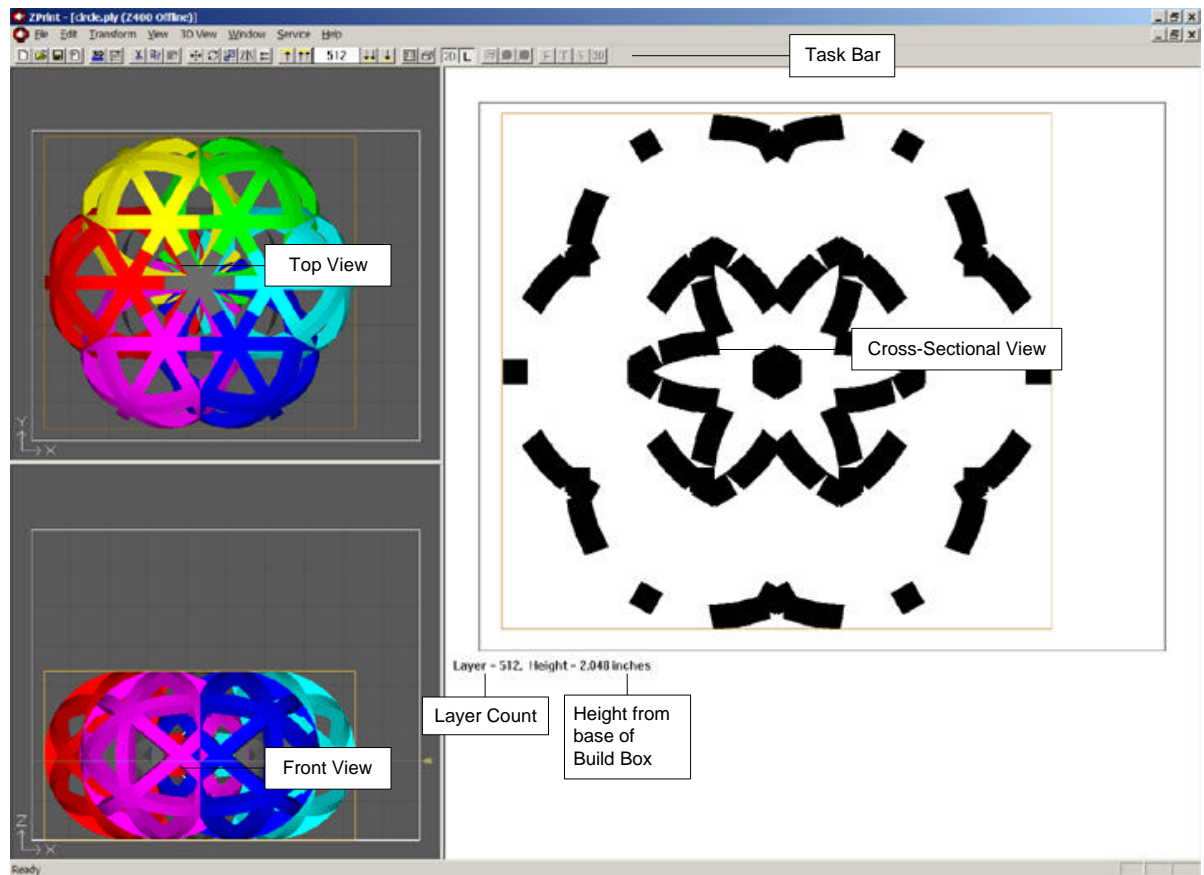 ZPrint - [circle.ply (Z400 Offline)]
File Edit Transform View 3D View Window Service Help
512
2D L F T S 3D
Task Bar
Top View
Cross-Sectional View
Y
X
Layer = 512, Height = 2.048 inches
Layer Count
Height from
base of
Build Box
Front View
Z
X
Ready